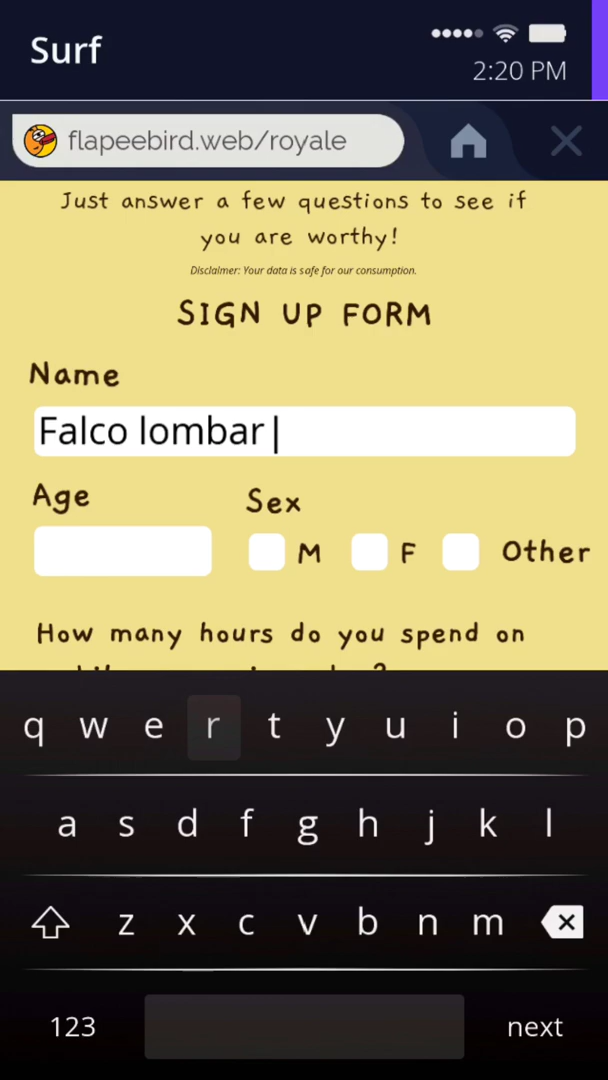 Surf
2:20 PM
flapeebird.web/royale
Just answer a few questions to see if
you are worthy!
Disclaimer: Your data is safe for our consumption.
SIGN UP FORM
Name
Falco lombar
Age
Sex
M F Other
How many hours do you spend on
q w e r t y u i o p
a s d f g h j k l
z x c v b n m
123 next